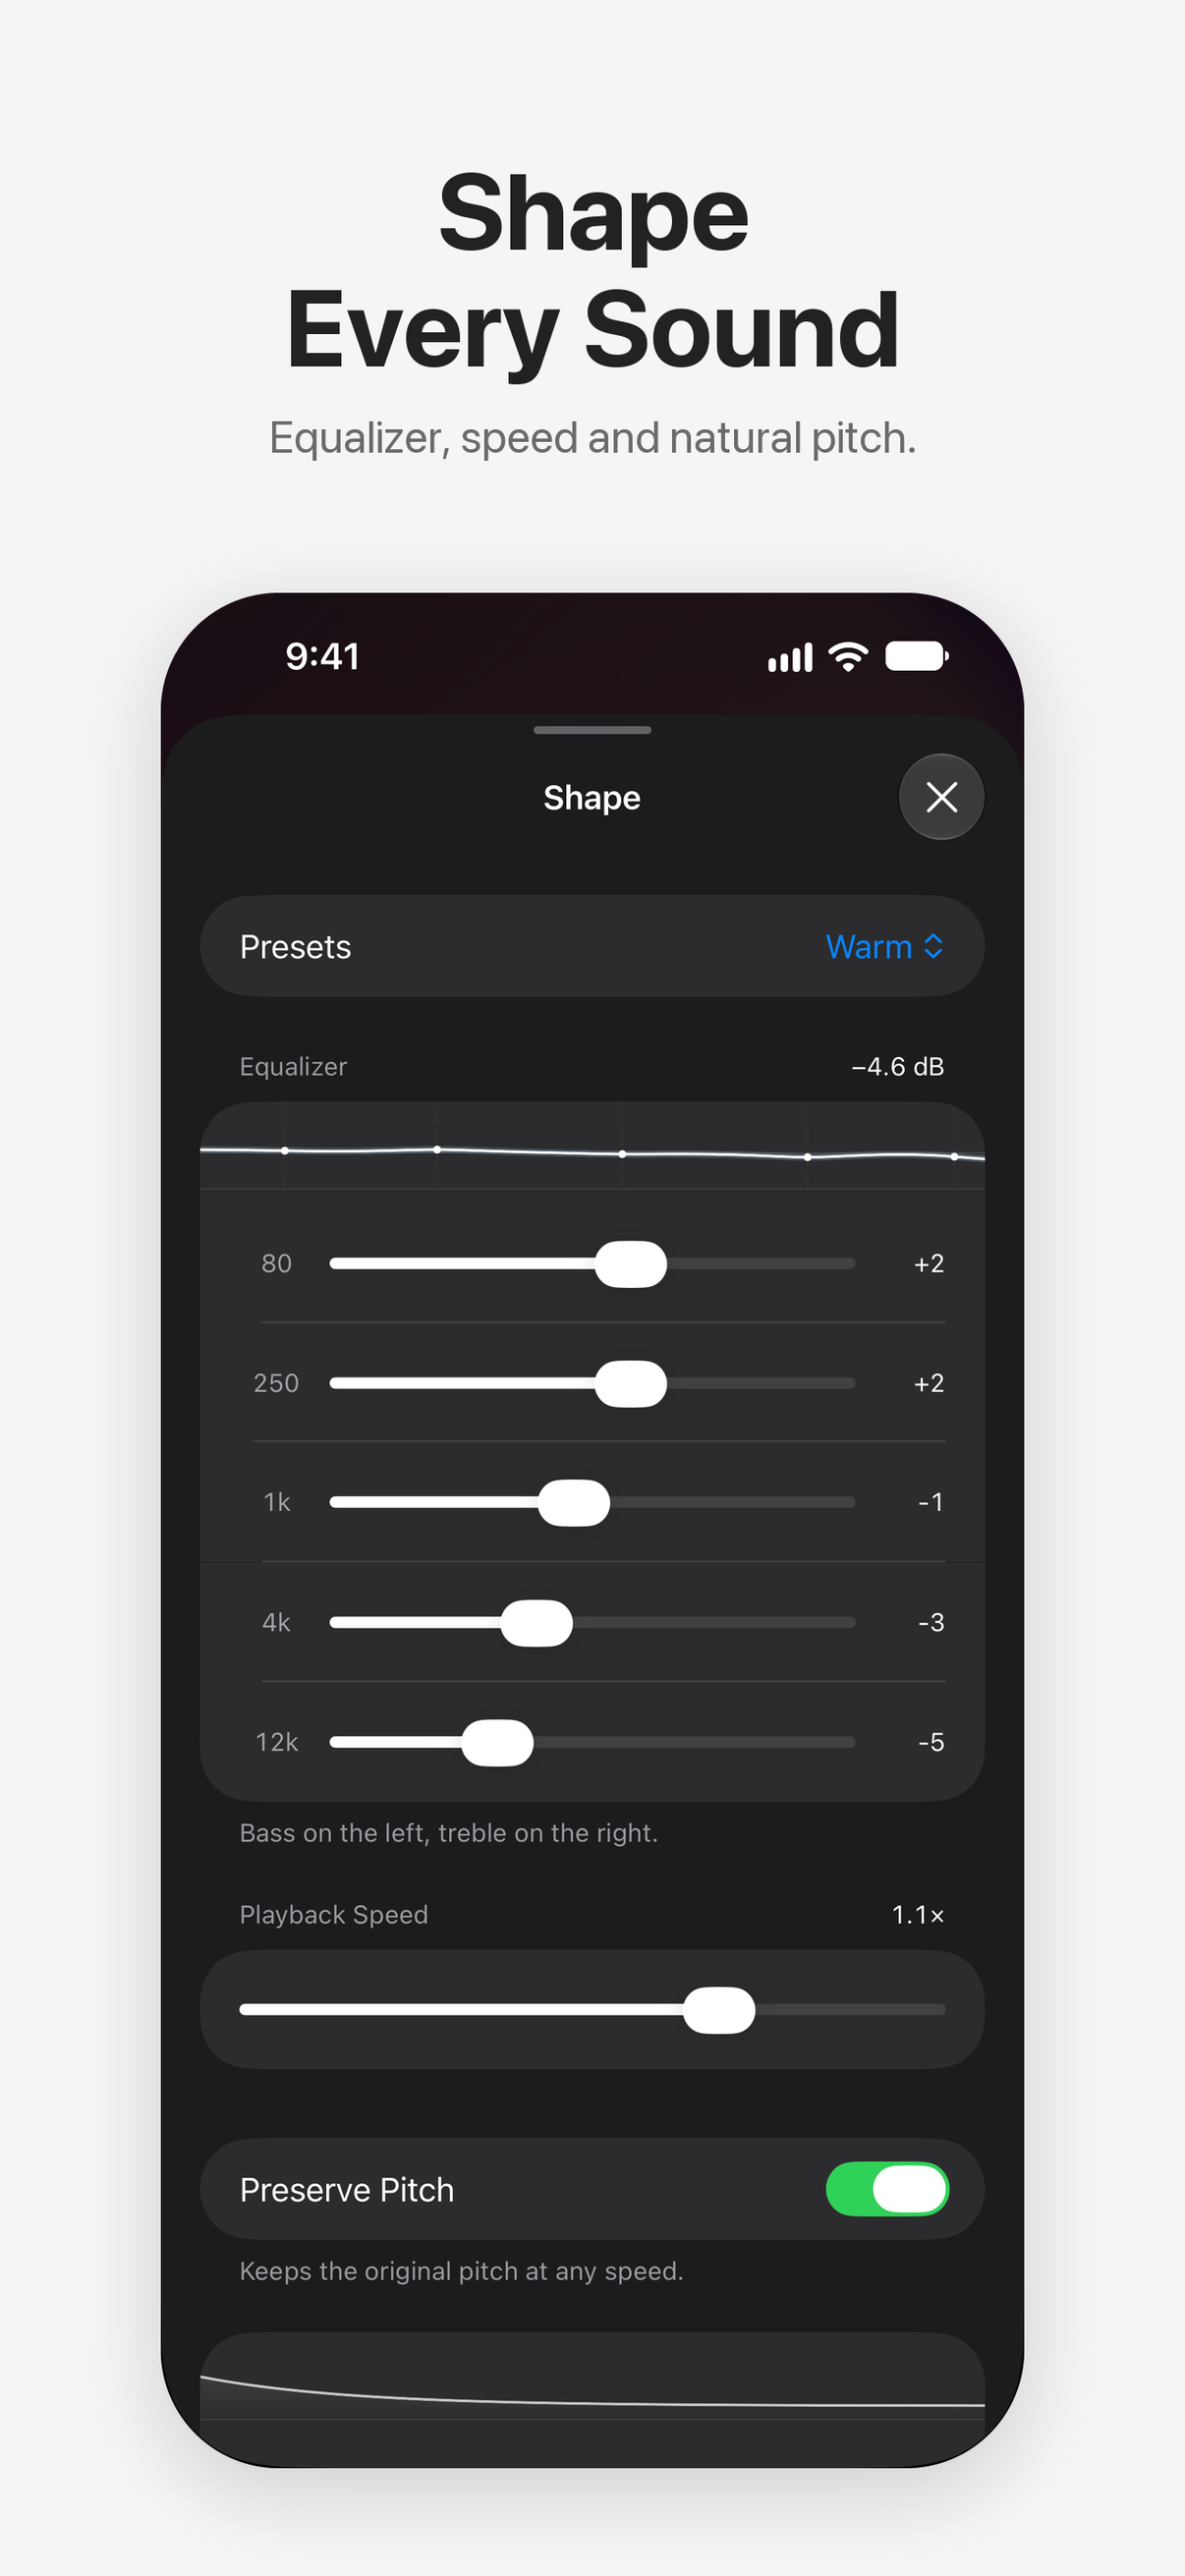 Shape
Every Sound
Equalizer, speed and natural pitch.
9:41
Shape
Presets Warm
Equalizer –4.6 dB
80 +2
250 +2
1k -1
4k -3
12k -5
Bass on the left, treble on the right.
Playback Speed 1.1×
Preserve Pitch
Keeps the original pitch at any speed.